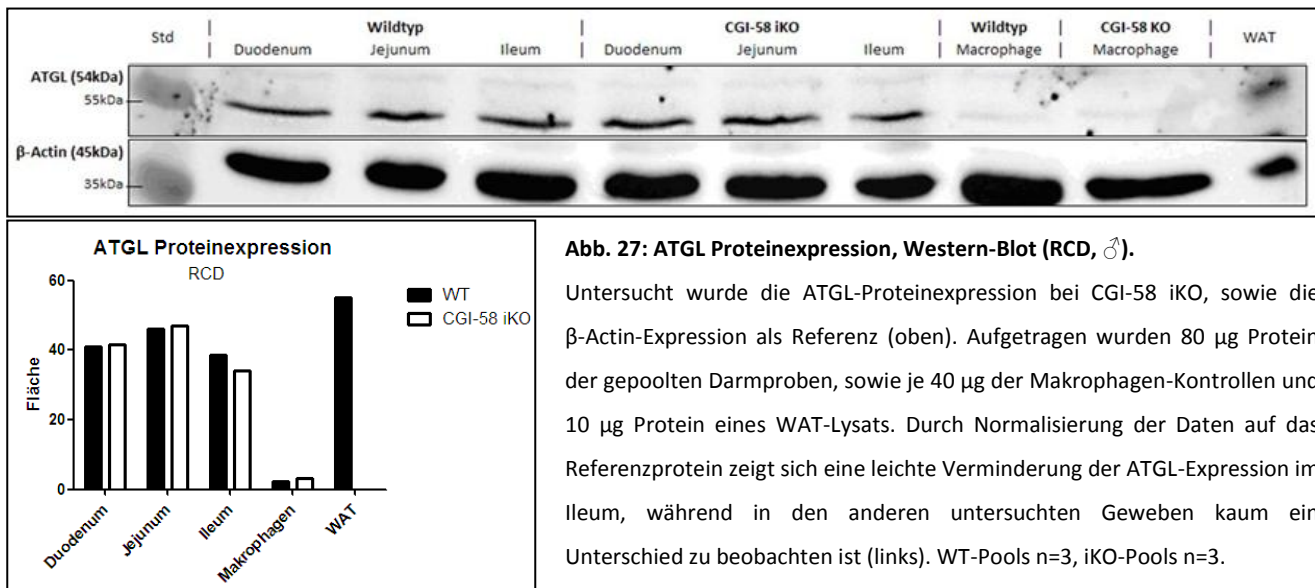 Std | Wildtyp | CGI-58 iKO | Wildtyp | CGI-58 KO | WAT
Duodenum Jejunum Ileum Duodenum Jejunum Ileum Macrophage Macrophage
ATGL (54kDa)
55kDa
β-Actin (45kDa)
35kDa
ATGL Proteinexpression
RCD
60
40
20
0
Fläche
WT
CGI-58 iKO
Duodenum
Jejunum
Ileum
Makrophagen
WAT
Abb. 27: ATGL Proteinexpression, Western-Blot (RCD, ♂).
Untersucht wurde die ATGL-Proteinexpression bei CGI-58 iKO, sowie die
β-Actin-Expression als Referenz (oben). Aufgetragen wurden 80 µg Protein
der gepoolten Darmproben, sowie je 40 µg der Makrophagen-Kontrollen und
10 µg Protein eines WAT-Lysats. Durch Normalisierung der Daten auf das
Referenzprotein zeigt sich eine leichte Verminderung der ATGL-Expression im
Ileum, während in den anderen untersuchten Geweben kaum ein
Unterschied zu beobachten ist (links). WT-Pools n=3, iKO-Pools n=3.